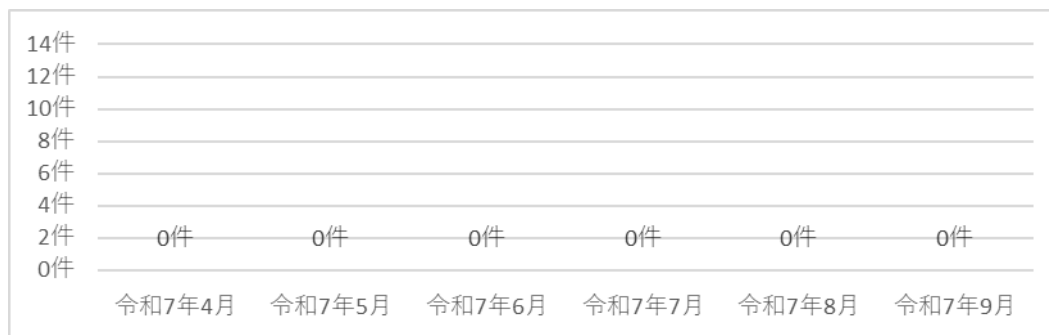 14件
12件
10件
8件
6件
4件
2件
0件
0件 0件 0件 0件 0件 0件
令和7年4月 令和7年5月 令和7年6月 令和7年7月 令和7年8月 令和7年9月